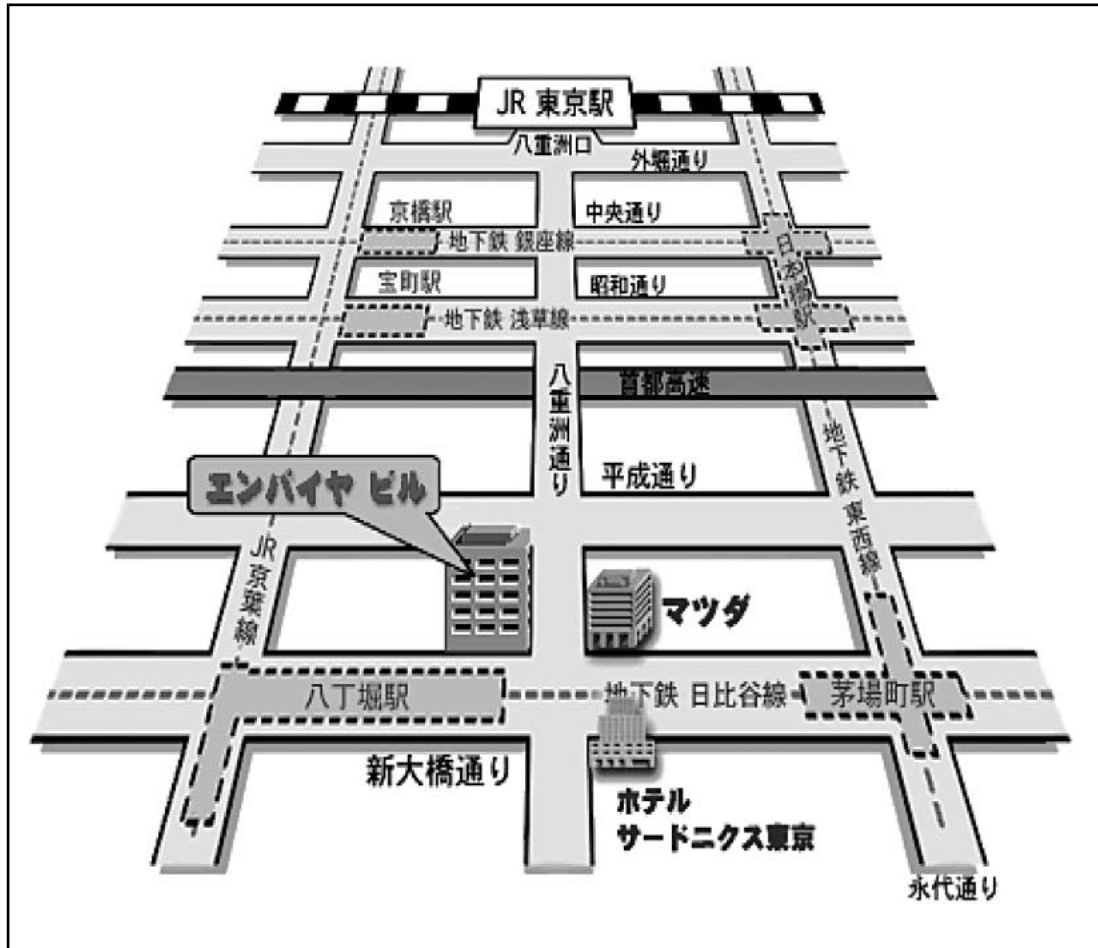 JR 東京駅
八重洲口
外堀通り
京橋駅
中央通り
地下鉄 銀座線
日本橋駅
宝町駅
昭和通り
地下鉄 浅草線
首都高速
八重洲通り
地下鉄 東西線
平成通り
エンパイヤ ビル
JR京葉線
マツダ
八丁堀駅
地下鉄 日比谷線
茅場町駅
新大橋通り
ホテル
サードニクス東京
永代通り